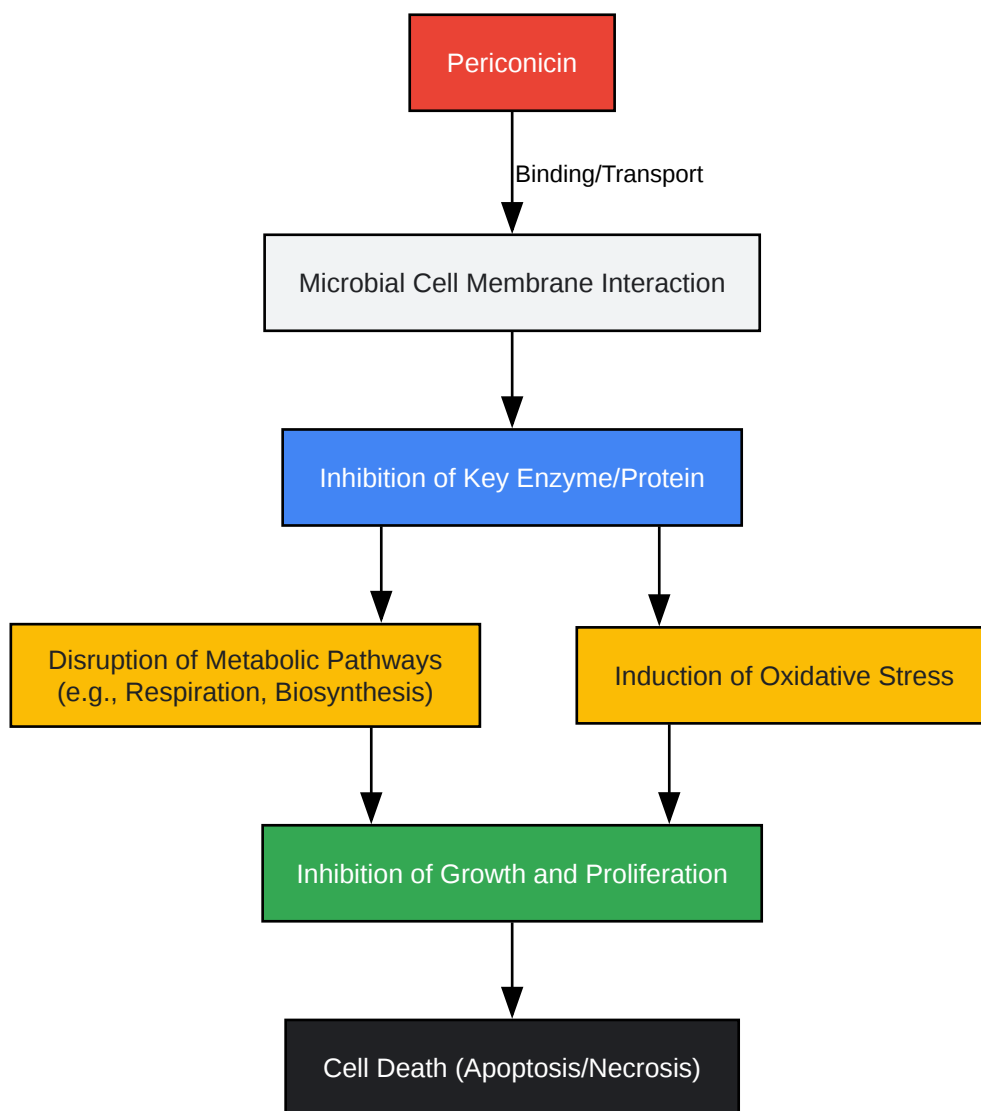 Periconicin
Binding/Transport
Microbial Cell Membrane Interaction
Inhibition of Key Enzyme/Protein
Disruption of Metabolic Pathways
(e.g., Respiration, Biosynthesis)
Induction of Oxidative Stress
Inhibition of Growth and Proliferation
Cell Death (Apoptosis/Necrosis)